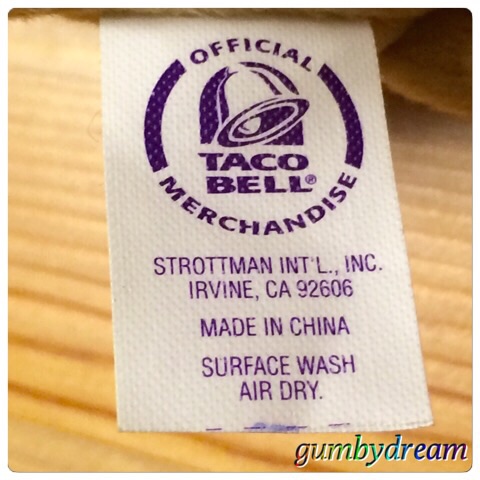 OFFICIAL
TACO
BELL®
MERCHANDISE
STROTTMAN INT'L., INC.
IRVINE, CA 92606
MADE IN CHINA
SURFACE WASH
AIR DRY.
gumbydream